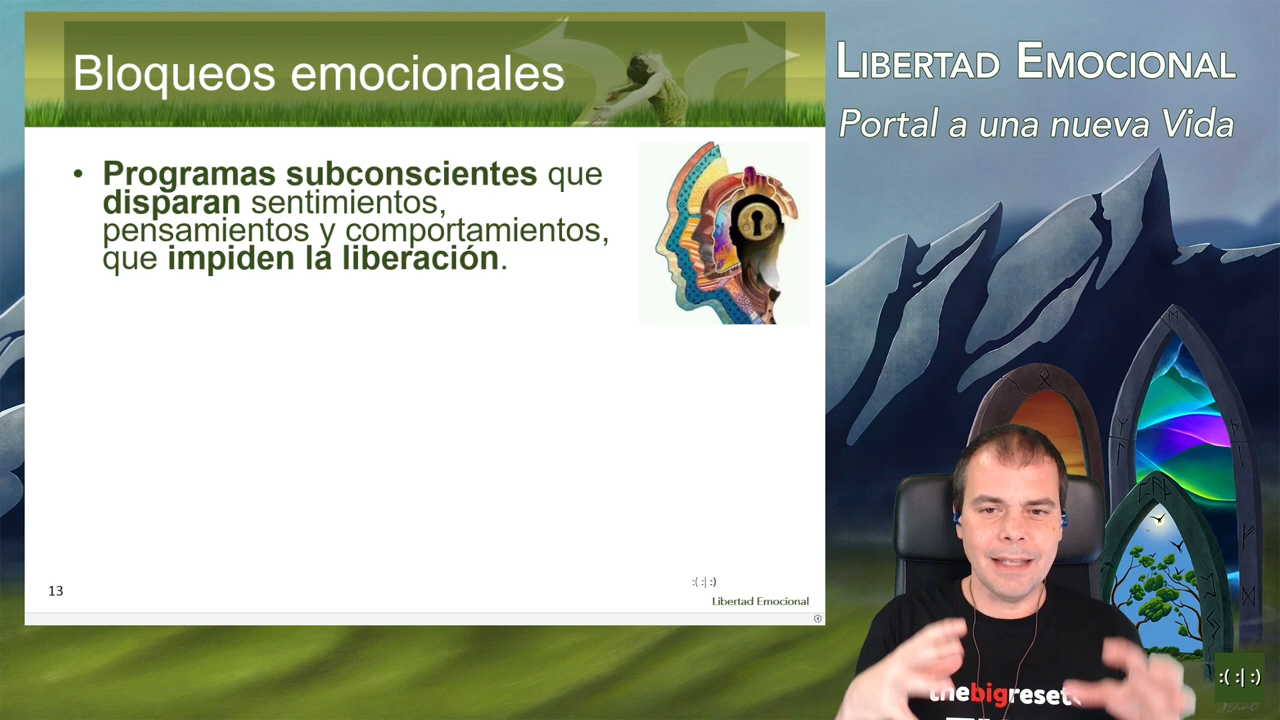 Bloqueos emocionales
• Programas subconscientes que
disparan sentimientos,
pensamientos y comportamientos,
que impiden la liberación.
13
:( :| :)
Libertad Emocional
LIBERTAD EMOCIONAL
Portal a una nueva Vida
thebigreset
:( :| :)